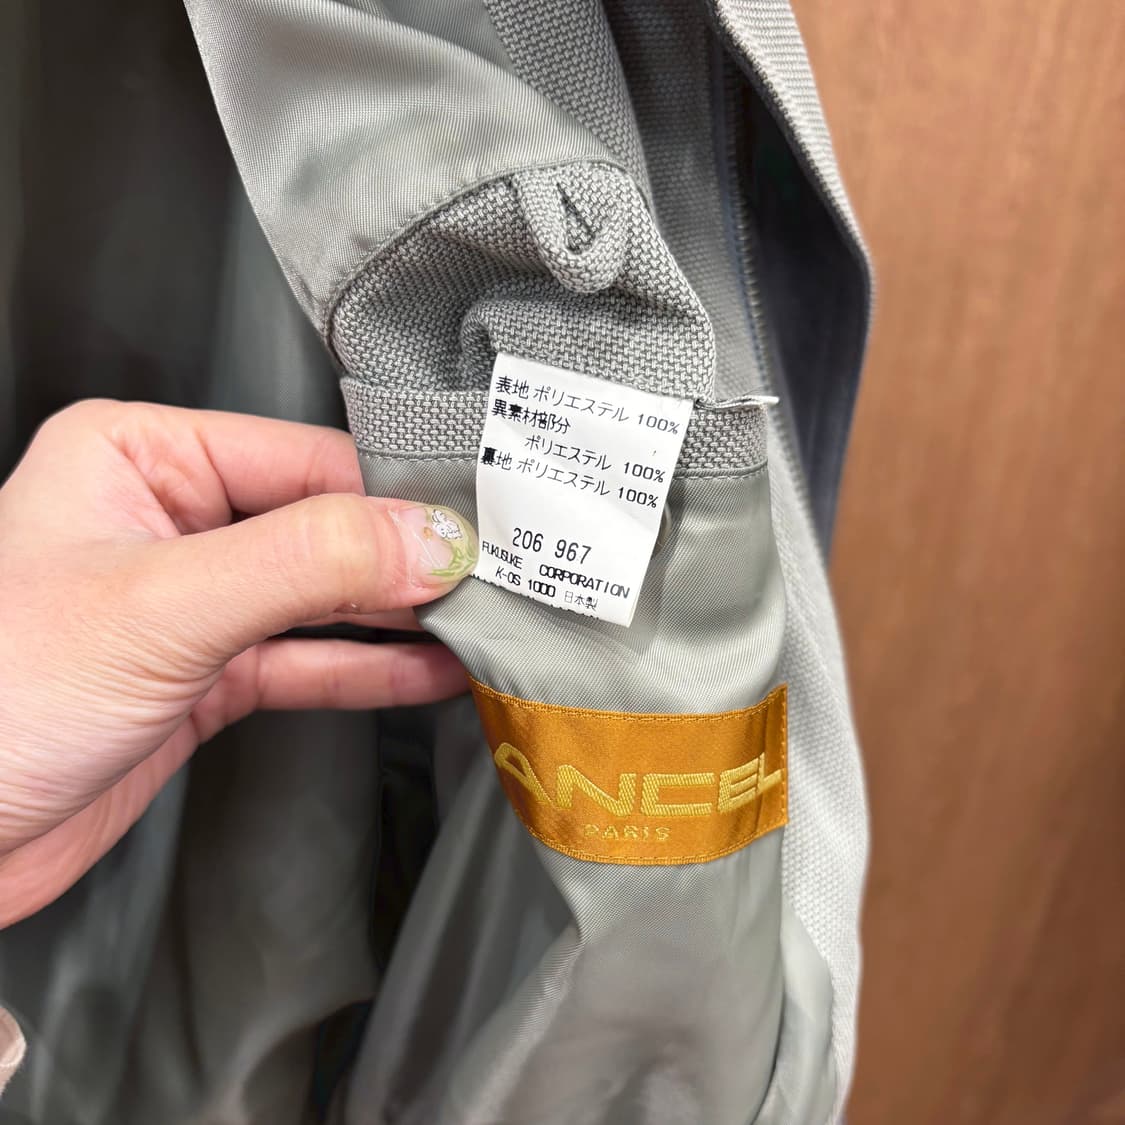 表地 ポリエステル 100%
異素材部分
ポリエステル 100%
裏地 ポリエステル 100%
206 967
FUKUSUKE CORPORATION
K-OS 1000 日本製
ANCEL
PARIS